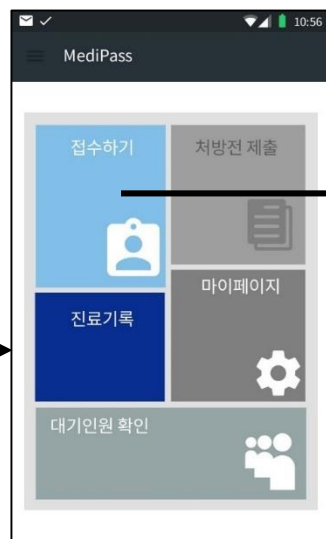 10:56
MediPass
접수하기
처방전 제출
마이페이지
진료기록
대기인원 확인